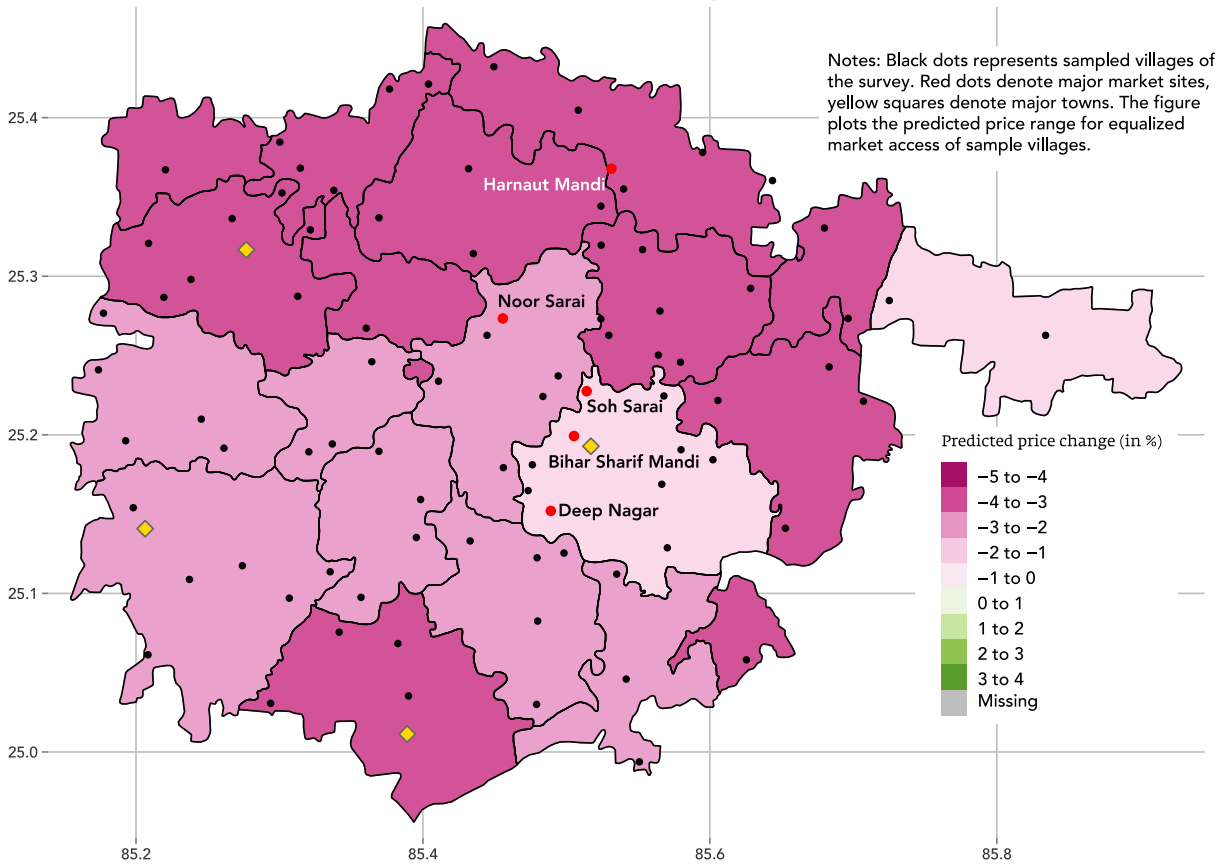 Notes: Black dots represents sampled villages of
the survey. Red dots denote major market sites,
yellow squares denote major towns. The figure
plots the predicted price range for equalized
market access of sample villages.
25.4
25.3
25.2
25.1
25.0
Harnaut Mandi
Noor Sarai
Soh Sarai
Bihar Sharif Mandi
Deep Nagar
Predicted price change (in %)
−5 to −4
−4 to −3
−3 to −2
−2 to −1
−1 to 0
0 to 1
1 to 2
2 to 3
3 to 4
Missing
85.2 85.4 85.6 85.8